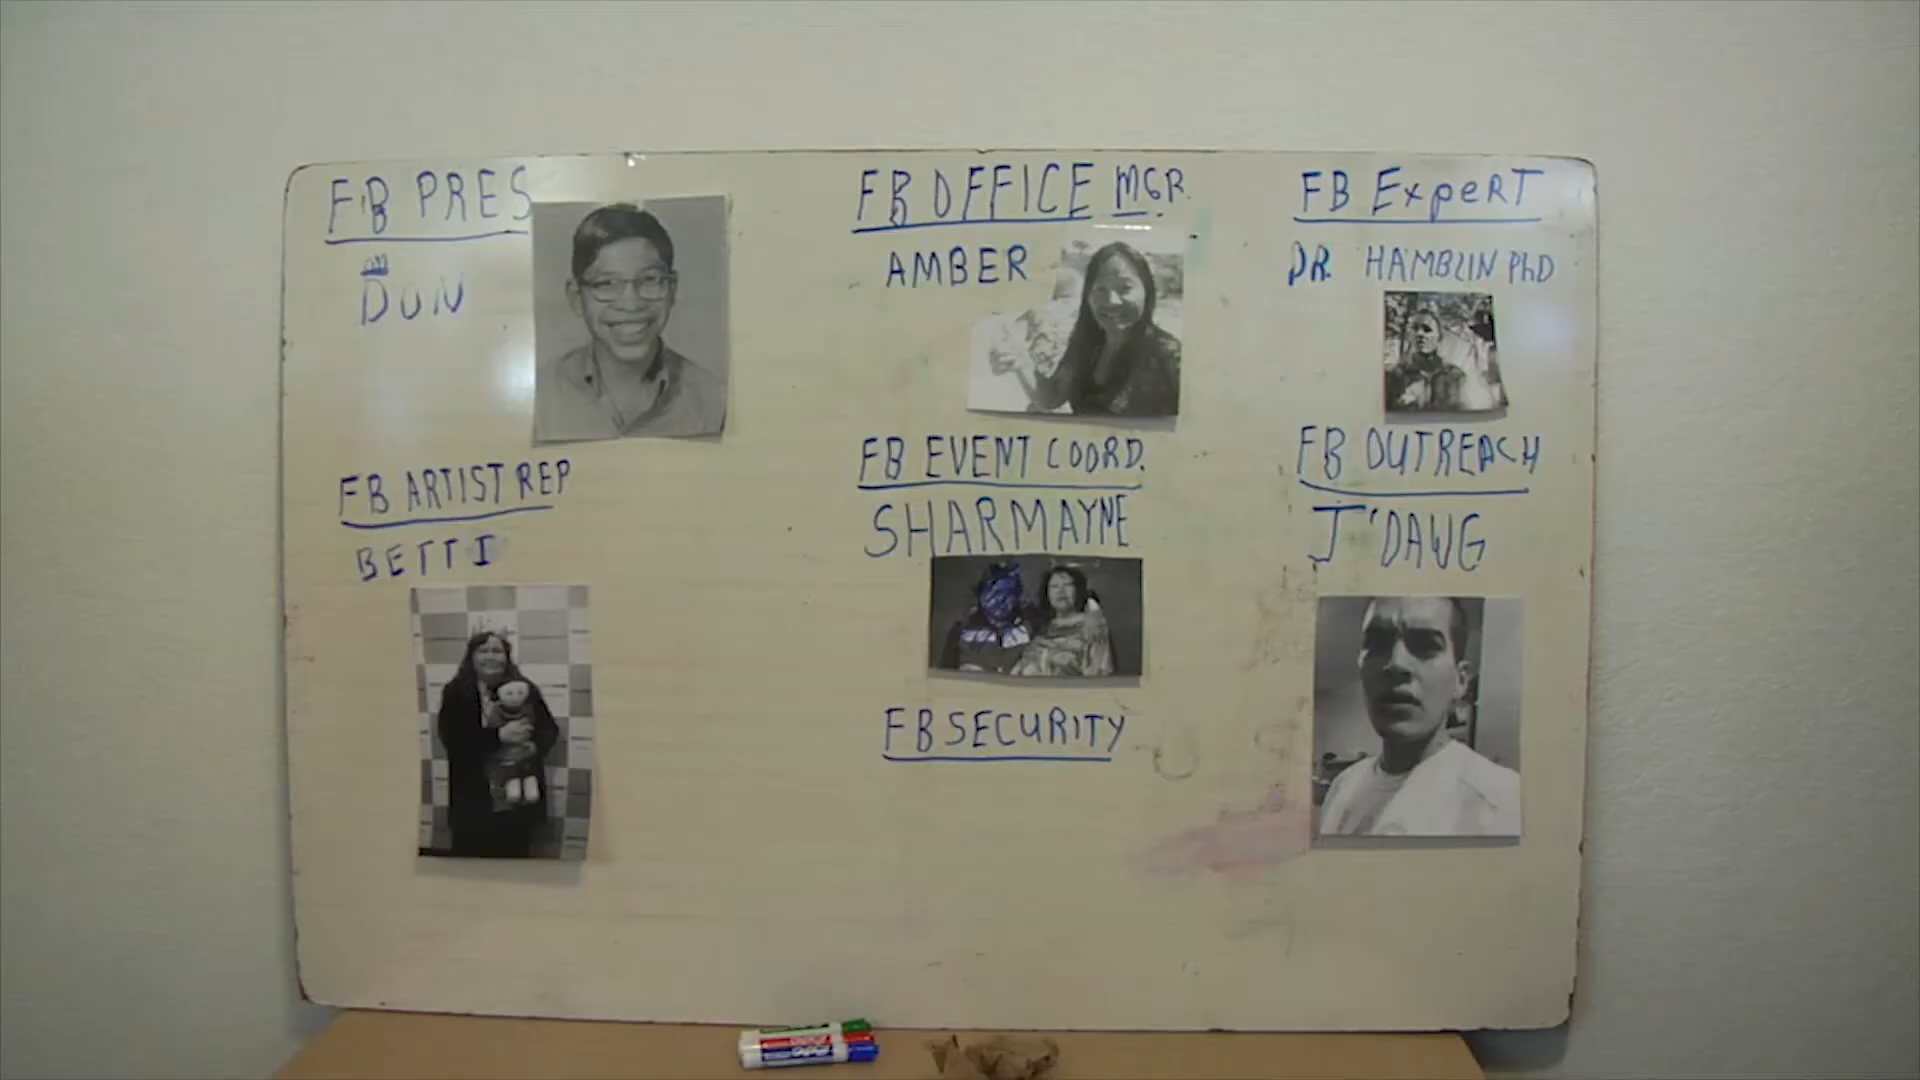 FB PRES
DON
FB ARTIST REP
BETTI
FB OFFICE MGR.
AMBER
FB EVENT COORD.
SHARMAYNE
FB SECURITY
FB ExpeRT
DR. HAMBLIN PhD
FB OUTREACH
J'DAWG